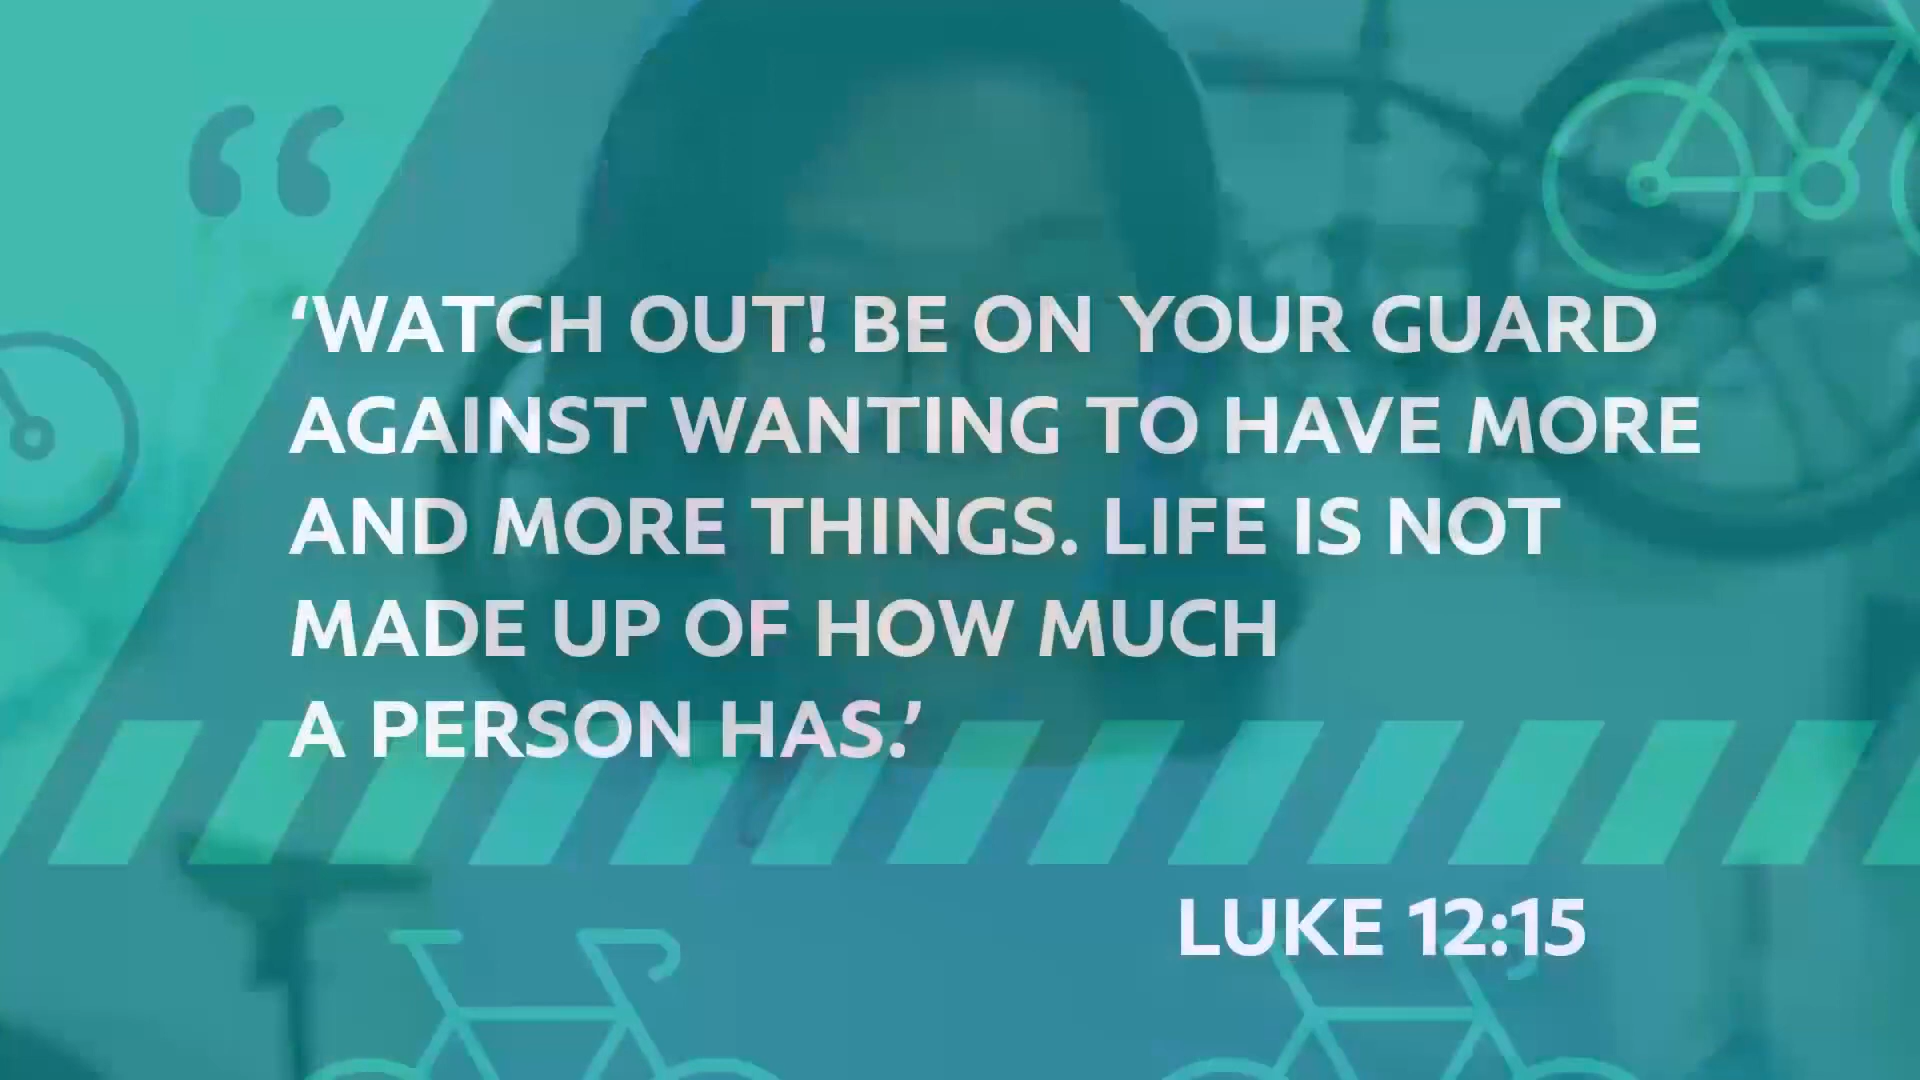 “
‘WATCH OUT! BE ON YOUR GUARD
AGAINST WANTING TO HAVE MORE
AND MORE THINGS. LIFE IS NOT
MADE UP OF HOW MUCH
A PERSON HAS.’
LUKE 12:15